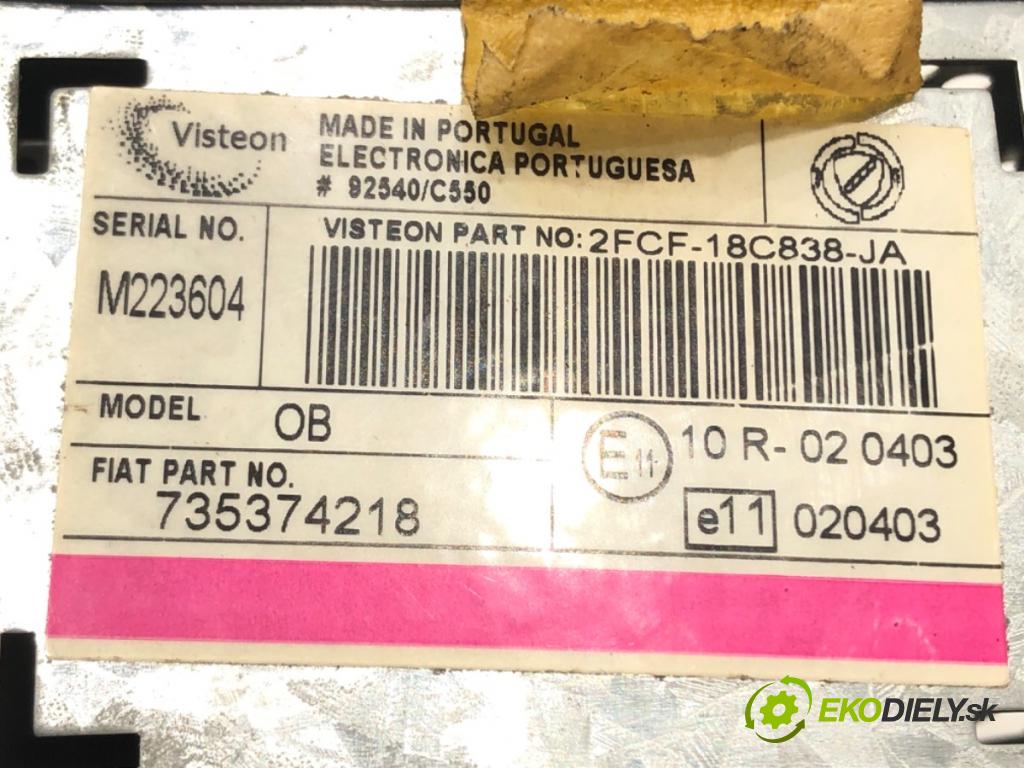 Visteon
MADE IN PORTUGAL
ELECTRONICA PORTUGUESA
# 92540/C550
SERIAL NO.
M223604
VISTEON PART NO: 2FCF-18C838-JA
MODEL OB
E 11 10 R- 02 0403
FIAT PART NO.
735374218
e11 020403
EKODIELY.sk